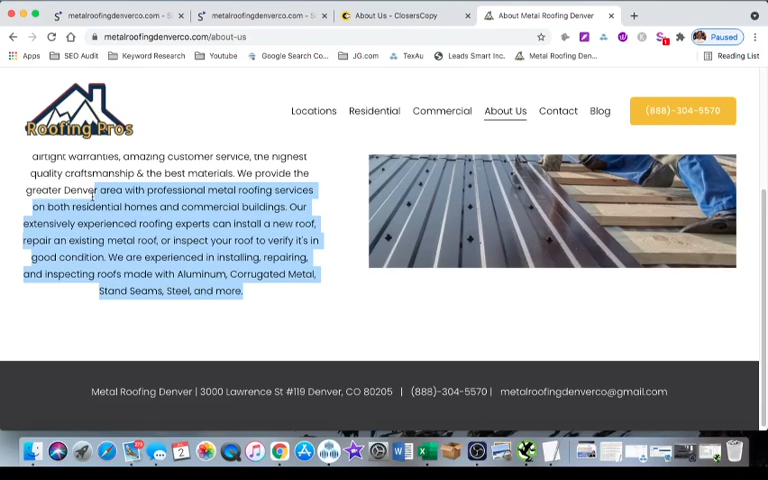 metalroofingdenverco.com - S
metalroofingdenverco.com - S
About Us - ClosersCopy
About Metal Roofing Denver
metalroofingdenverco.com/about-us
Paused
Apps
SEO Audit
Keyword Research
Youtube
Google Search Co...
JG.com
TexAu
Leads Smart Inc.
Metal Roofing Den...
Reading List
Roofing Pros
Locations Residential Commercial About Us Contact Blog (888)-304-5570
airtight warranties, amazing customer service, the highest
quality craftsmanship & the best materials. We provide the
greater Denver area with professional metal roofing services
on both residential homes and commercial buildings. Our
extensively experienced roofing experts can install a new roof,
repair an existing metal roof, or inspect your roof to verify it's in
good condition. We are experienced in installing, repairing,
and inspecting roofs made with Aluminum, Corrugated Metal,
Stand Seams, Steel, and more.
Metal Roofing Denver | 3000 Lawrence St #119 Denver, CO 80205 | (888)-304-5570 | metalroofingdenverco@gmail.com